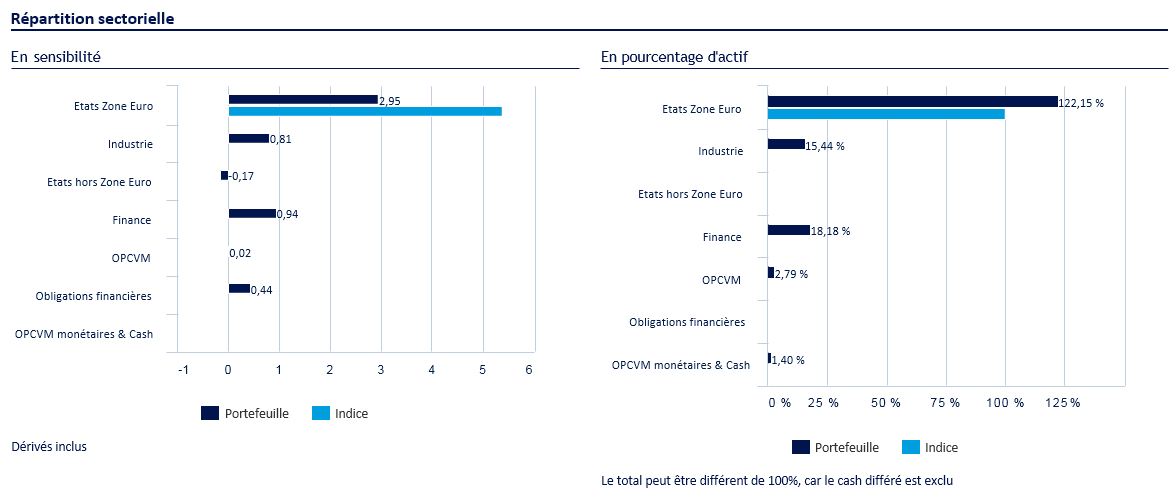 Répartition sectorielle
En sensibilité
Etats Zone Euro
2,95
Industrie
0,81
Etats hors Zone Euro
-0,17
Finance
0,94
OPCVM
0,02
Obligations financières
0,44
OPCVM monétaires & Cash
-1 0 1 2 3 4 5 6
Portefeuille Indice
Dérivés inclus
En pourcentage d'actif
Etats Zone Euro
122,15 %
Industrie
15,44 %
Etats hors Zone Euro
Finance
18,18 %
OPCVM
2,79 %
Obligations financières
OPCVM monétaires & Cash
1,40 %
0 % 25 % 50 % 75 % 100 % 125 %
Portefeuille Indice
Le total peut être différent de 100%, car le cash différé est exclu